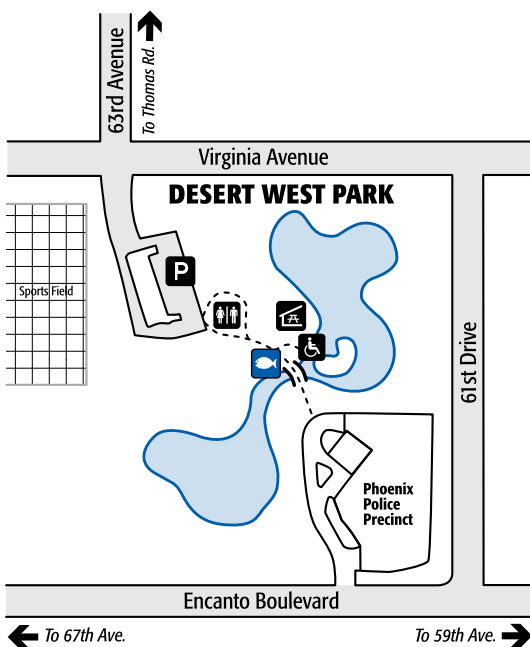 63rd Avenue
To Thomas Rd.
Virginia Avenue
DESERT WEST PARK
P
Sports Field
61st Drive
Phoenix
Police
Precinct
Encanto Boulevard
To 67th Ave.
To 59th Ave.